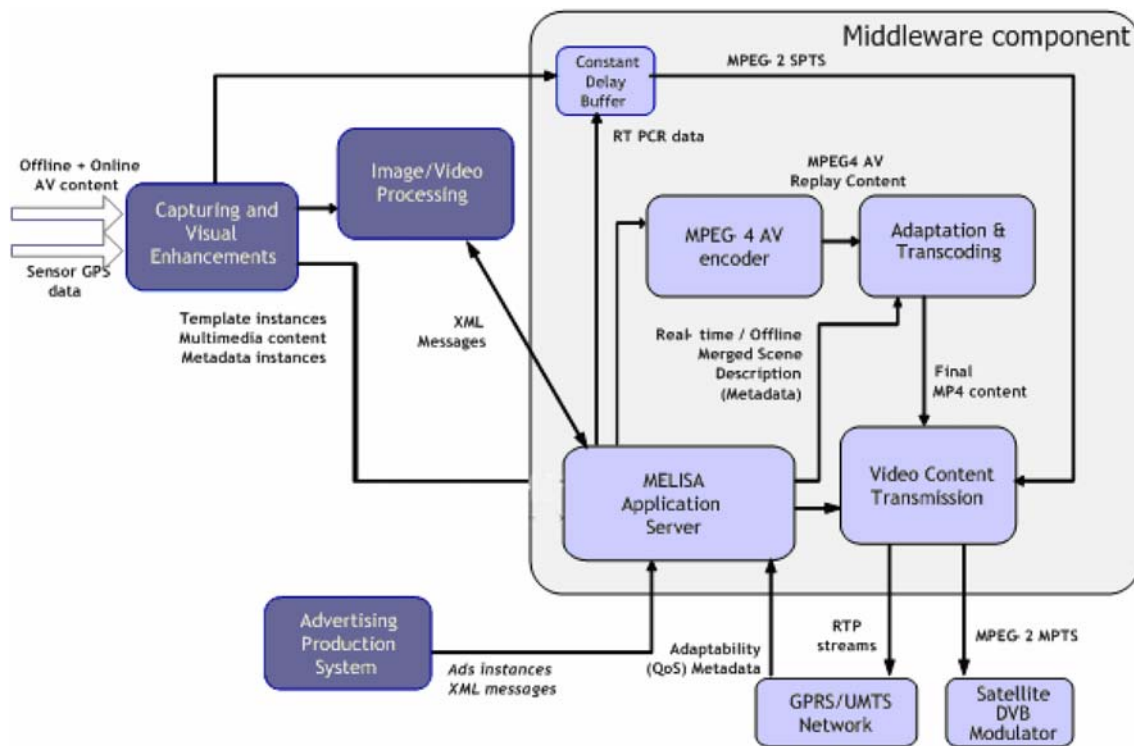 Middleware component
Constant
Delay
Buffer
MPEG- 2 SPTS
RT PCR data
Offline + Online
AV content
Image/Video
Processing
MPEG4 AV
Replay Content
Capturing and
Visual
Enhancements
MPEG- 4 AV
encoder
Adaptation &
Transcoding
Sensor GPS
data
Template instances
Multimedia content
Metadata instances
XML
Messages
Real- time / Offline
Merged Scene
Description
(Metadata)
Final
MP4 content
MELISA
Application
Server
Video Content
Transmission
Advertising
Production
System
Ads instances
XML messages
Adaptability
(QoS) Metadata
RTP
streams
MPEG- 2 MPTS
GPRS/UMTS
Network
Satellite
DVB
Modulator